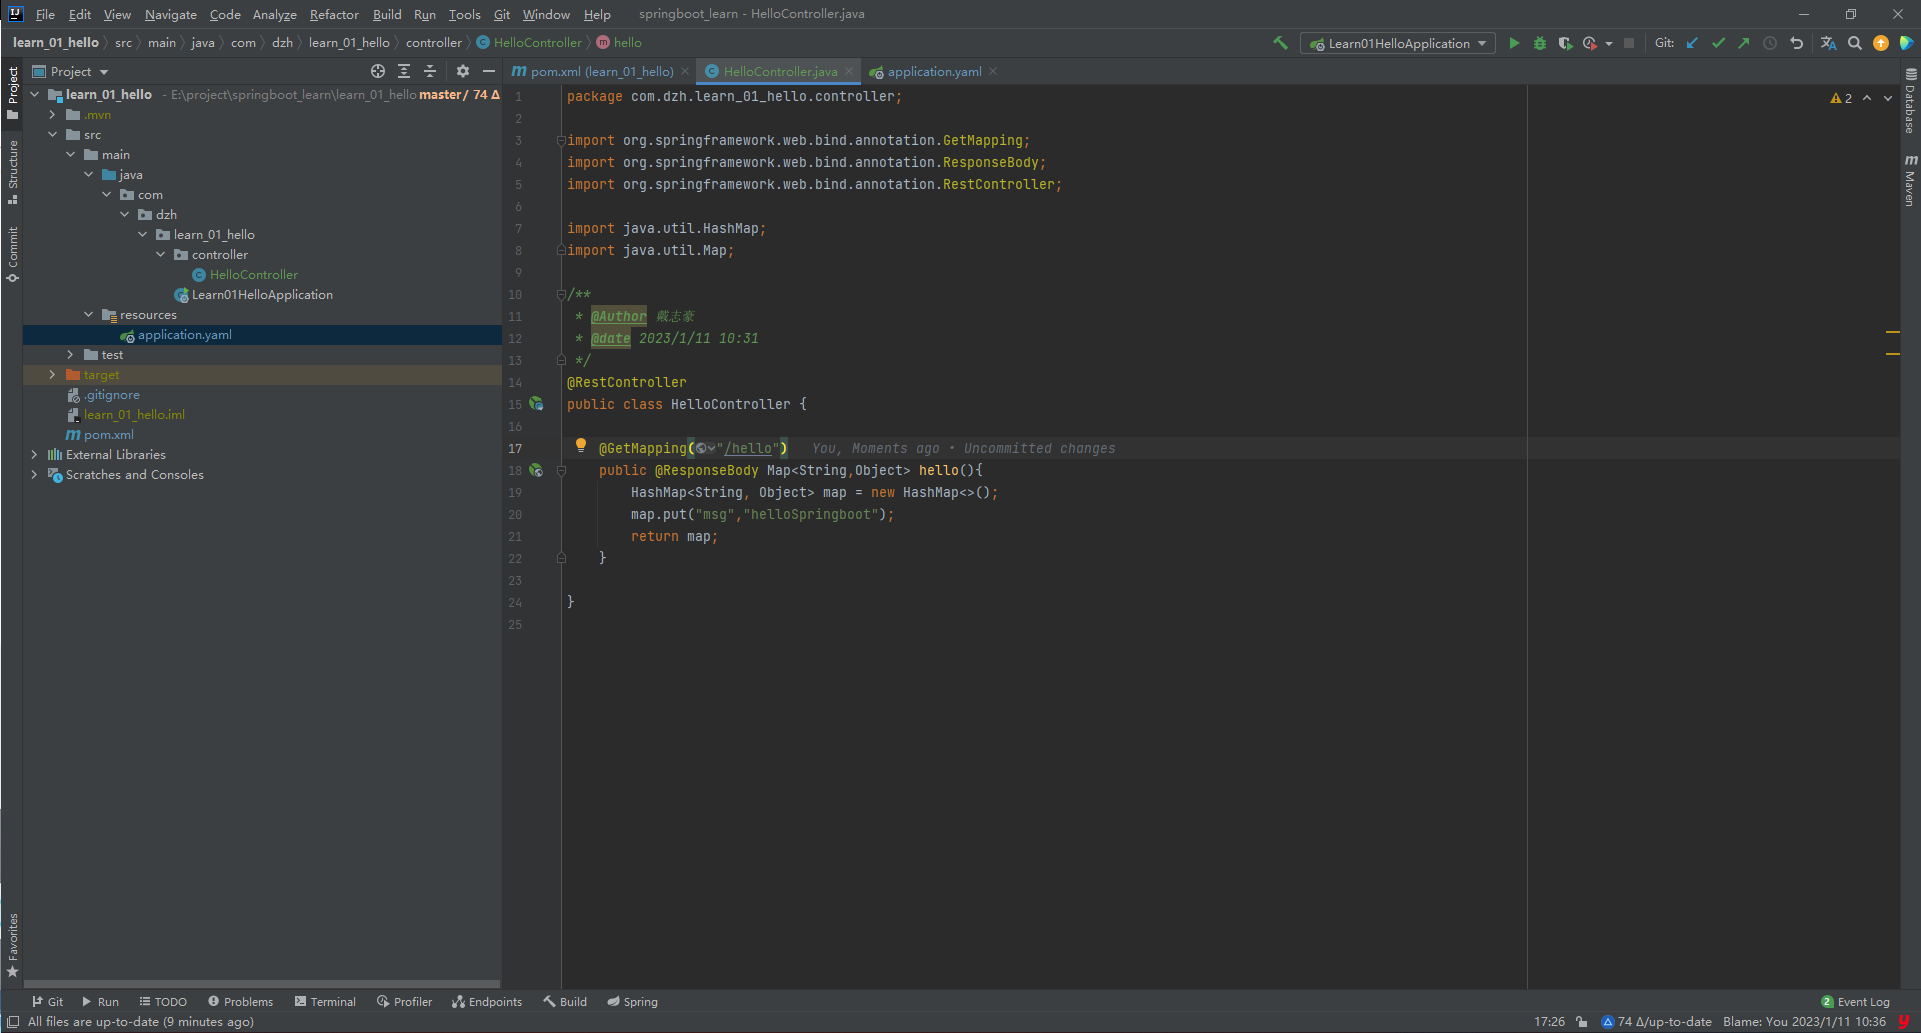 File Edit View Navigate Code Analyze Refactor Build Run Tools Git Window Help springboot_learn - HelloController.java
learn_01_hello src main java com dzh learn_01_hello controller HelloController hello Learn01HelloApplication Git:
Project
pom.xml (learn_01_hello) HelloController.java application.yaml
learn_01_hello - E:\project\springboot_learn\learn_01_hello master/ 74 Δ
.mvn
src
main
java
com
dzh
learn_01_hello
controller
HelloController
Learn01HelloApplication
resources
application.yaml
test
target
.gitignore
learn_01_hello.iml
pom.xml
External Libraries
Scratches and Consoles
Project
Structure
Commit
Favorites
1 package com.dzh.learn_01_hello.controller;
2
3 import org.springframework.web.bind.annotation.GetMapping;
4 import org.springframework.web.bind.annotation.ResponseBody;
5 import org.springframework.web.bind.annotation.RestController;
6
7 import java.util.HashMap;
8 import java.util.Map;
9
10 /**
11 * @Author 戴志豪
12 * @date 2023/1/11 10:31
13 */
14 @RestController
15 public class HelloController {
16
17 @GetMapping("/hello") You, Moments ago • Uncommitted changes
18 public @ResponseBody Map<String,Object> hello(){
19 HashMap<String, Object> map = new HashMap<>();
20 map.put("msg","helloSpringboot");
21 return map;
22 }
23
24 }
25
2
Database
Maven
Git Run TODO Problems Terminal Profiler Endpoints Build Spring 2 Event Log
All files are up-to-date (9 minutes ago) 17:26 74 Δ/up-to-date Blame: You 2023/1/11 10:36